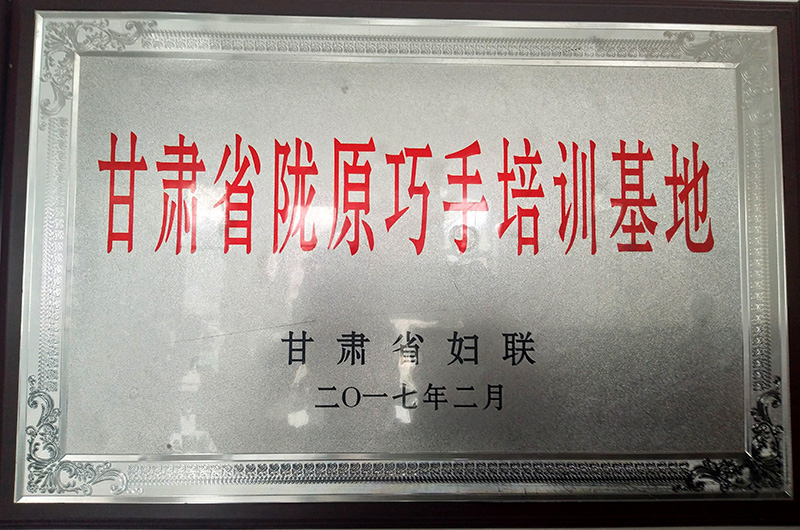 甘肃省陇原巧手培训基地
甘肃省妇联
二〇一七年二月